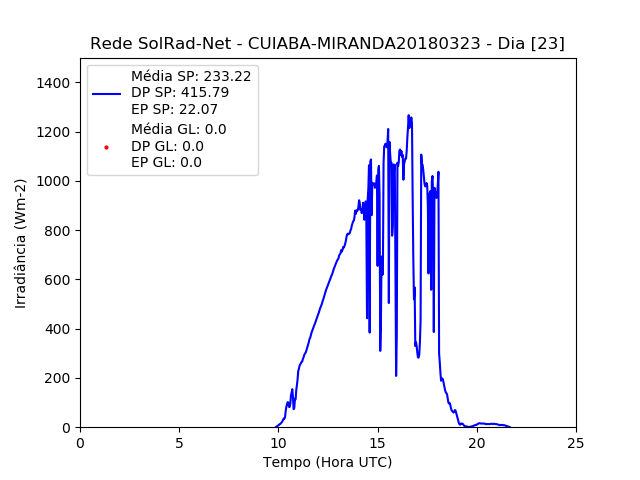 Rede SolRad-Net - CUIABA-MIRANDA20180323 - Dia [23]
Média SP: 233.22
DP SP: 415.79
EP SP: 22.07
Média GL: 0.0
DP GL: 0.0
EP GL: 0.0
1400
1200
1000
800
600
400
200
0
Irradiância (Wm-2)
0 5 10 15 20 25
Tempo (Hora UTC)